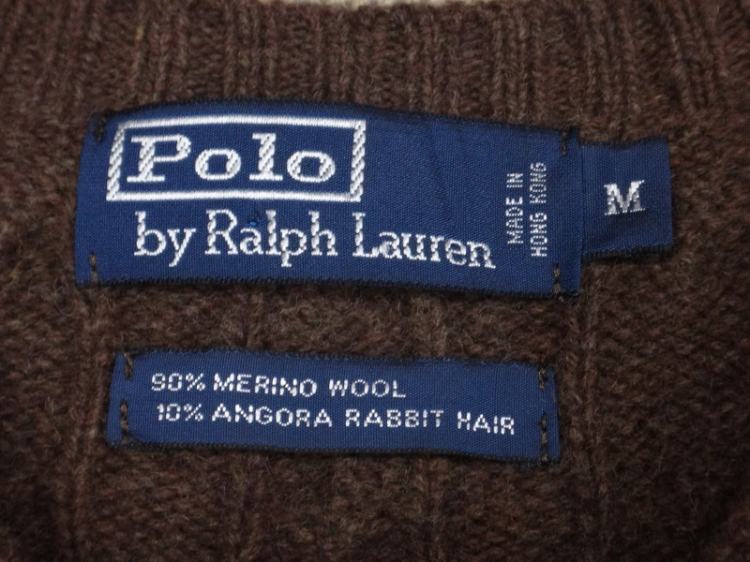 Polo
by Ralph Lauren
MADE IN
HONG KONG
M
90% MERINO WOOL
10% ANGORA RABBIT HAIR